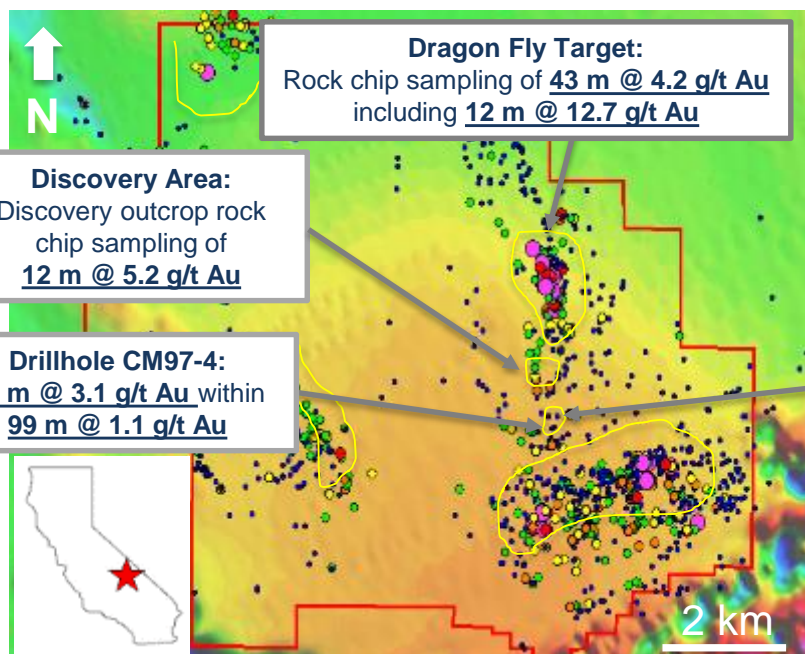 Dragon Fly Target:
Rock chip sampling of 43 m @ 4.2 g/t Au
including 12 m @ 12.7 g/t Au
N
Discovery Area:
Discovery outcrop rock
chip sampling of
12 m @ 5.2 g/t Au
Drillhole CM97-4:
m @ 3.1 g/t Au within
99 m @ 1.1 g/t Au
2 km